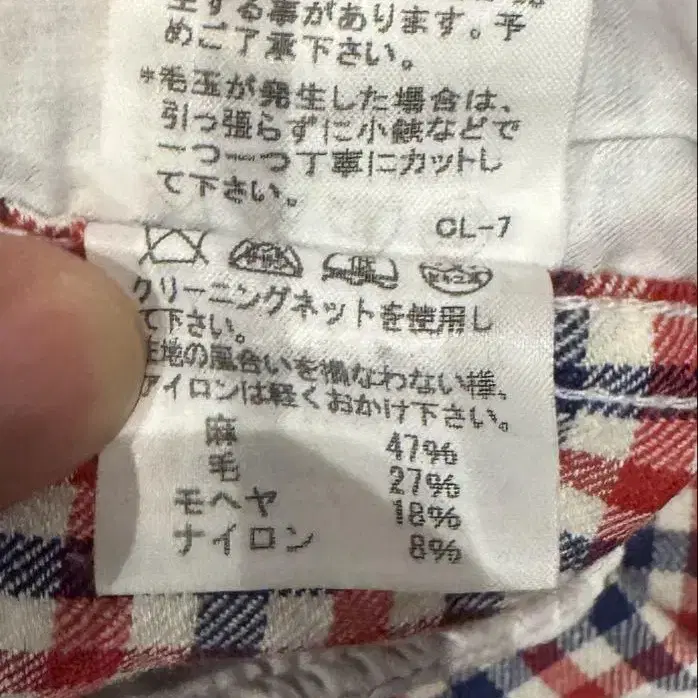 する事があります。予
めご了承下さい。
*毛玉が発生した場合は、
引っ張らずに小鋏などで
一つ一つ丁寧にカットし
て下さい。
CL-7
クリーニングネットを使用し
て下さい。
生地の風合いを損なわない様、
アイロンは軽くおかけ下さい。
麻 47%
毛 27%
モヘヤ 18%
ナイロン 8%